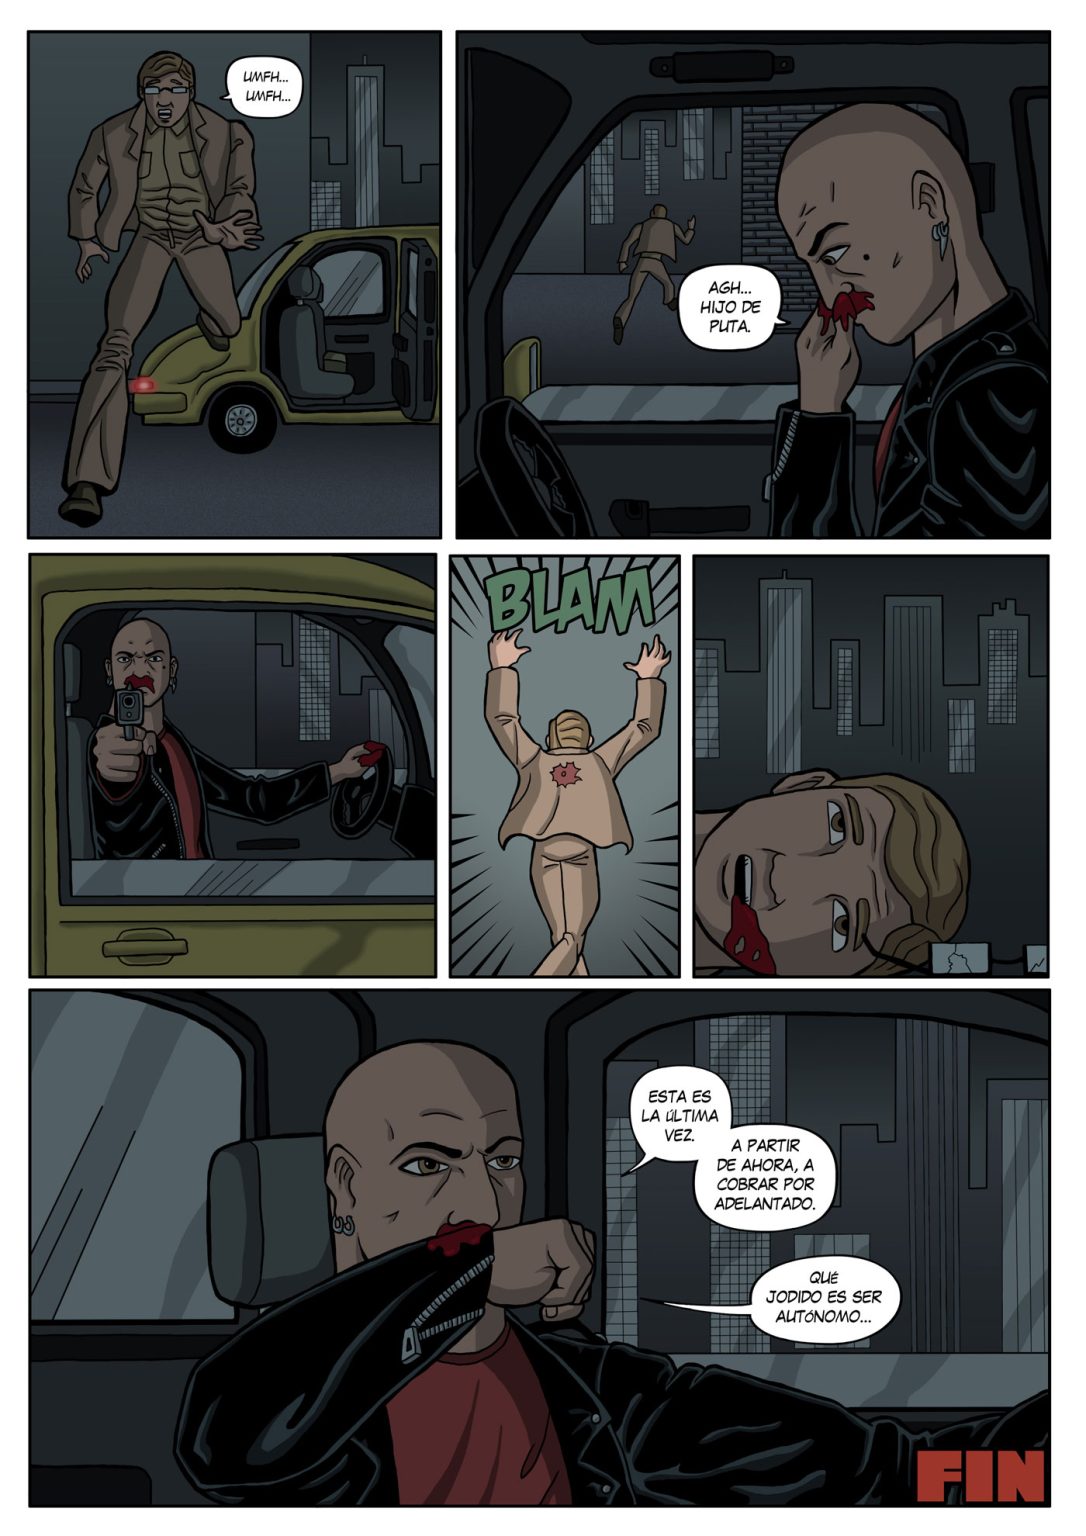 UMFH...
UMFH...
AGH...
HIJO DE
PUTA.
BLAM
ESTA ES
LA ÚLTIMA
VEZ.
A PARTIR
DE AHORA, A
COBRAR POR
ADELANTADO.
QUÉ
JODIDO ES SER
AUTÓNOMO...
FIN